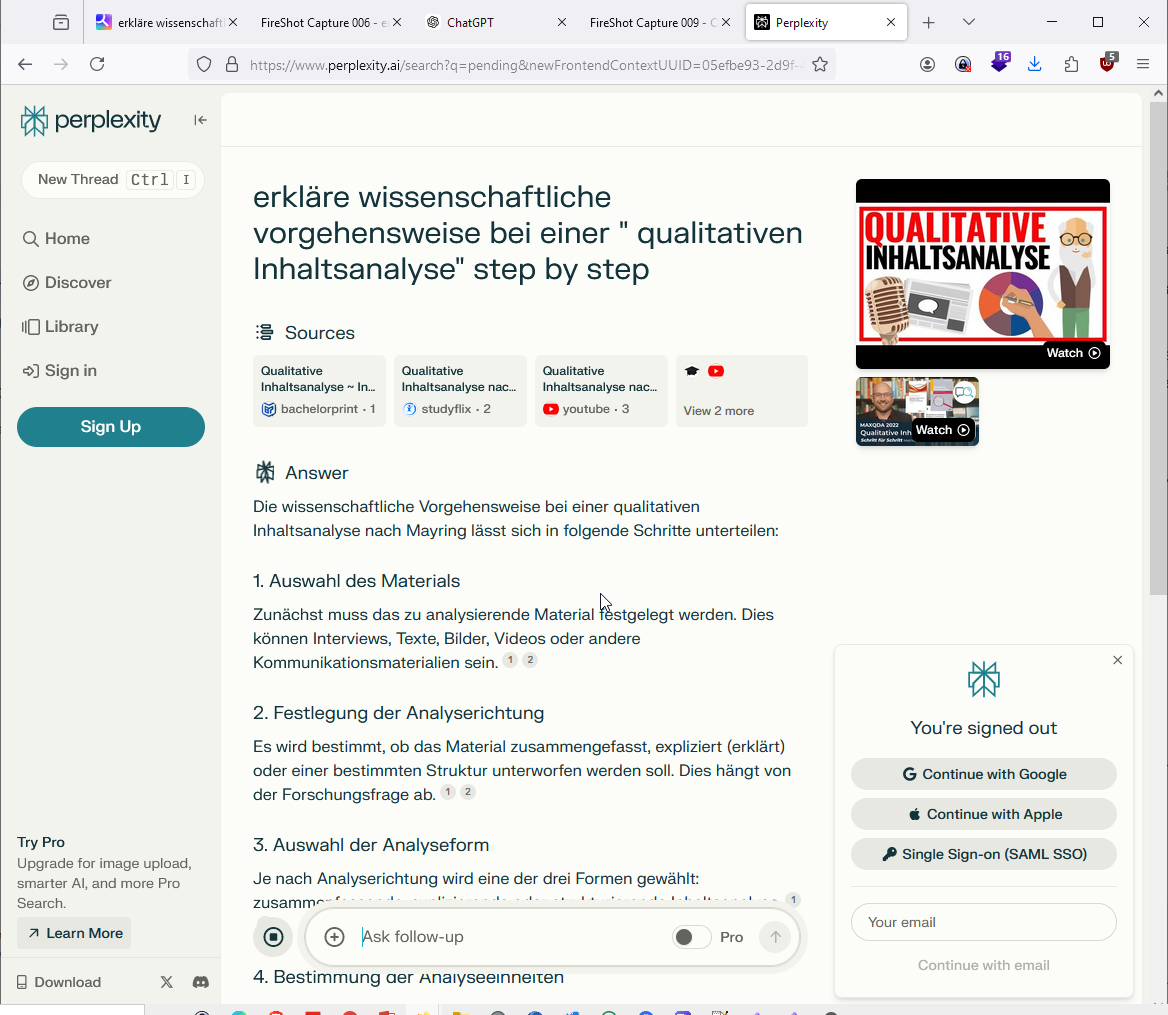 erkläre wissenschaftl
FireShot Capture 006 - e
ChatGPT
FireShot Capture 009 - C
Perplexity
https://www.perplexity.ai/search?q=pending&newFrontendContextUUID=05efbe93-2d9f-4
16
5
perplexity
New Thread Ctrl I
Home
Discover
Library
Sign in
Sign Up
erkläre wissenschaftliche
vorgehensweise bei einer " qualitativen
Inhaltsanalyse" step by step
Sources
Qualitative
Inhaltsanalyse ~ In...
bachelorprint · 1
Qualitative
Inhaltsanalyse nac...
studyflix · 2
Qualitative
Inhaltsanalyse nac...
youtube · 3
View 2 more
QUALITATIVE
INHALTSANALYSE
Watch
MAXQDA 2022
Qualitative Inh
Schritt für Schritt
Watch
Answer
Die wissenschaftliche Vorgehensweise bei einer qualitativen
Inhaltsanalyse nach Mayring lässt sich in folgende Schritte unterteilen:
1. Auswahl des Materials
Zunächst muss das zu analysierende Material festgelegt werden. Dies
können Interviews, Texte, Bilder, Videos oder andere
Kommunikationsmaterialien sein. 1 2
2. Festlegung der Analyserichtung
Es wird bestimmt, ob das Material zusammengefasst, expliziert (erklärt)
oder einer bestimmten Struktur unterworfen werden soll. Dies hängt von
der Forschungsfrage ab. 1 2
3. Auswahl der Analyseform
Je nach Analyserichtung wird eine der drei Formen gewählt:
zusammenfassende, explizierende oder strukturierende Inhaltsanalyse. 1
Ask follow-up
Pro
4. Bestimmung der Analyseeinheiten
You're signed out
Continue with Google
Continue with Apple
Single Sign-on (SAML SSO)
Your email
Continue with email
Try Pro
Upgrade for image upload,
smarter AI, and more Pro
Search.
Learn More
Download